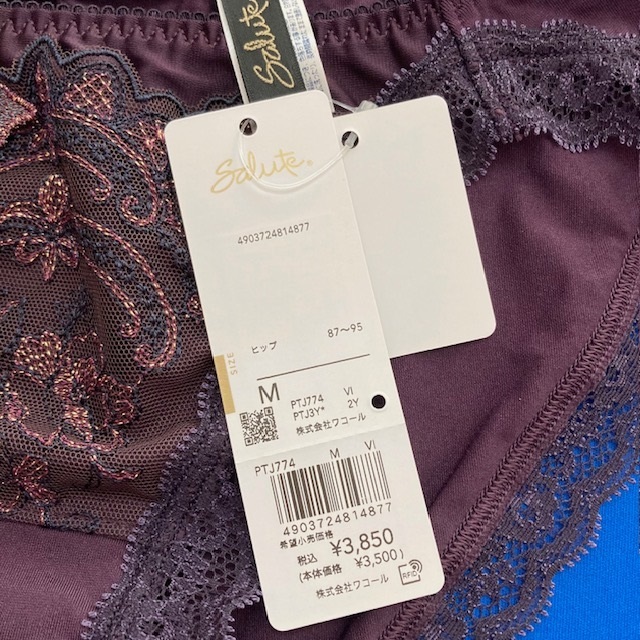 Salute
Salute®
4903724814877
ヒップ 87〜95
SIZE
M PTJ774 VI
PTJ3Y* 2Y
株式会社ワコール
PTJ774 M VI
4903724814877
希望小売価格
税込 ¥3,850
(本体価格 ¥3,500)
株式会社ワコール
RFID